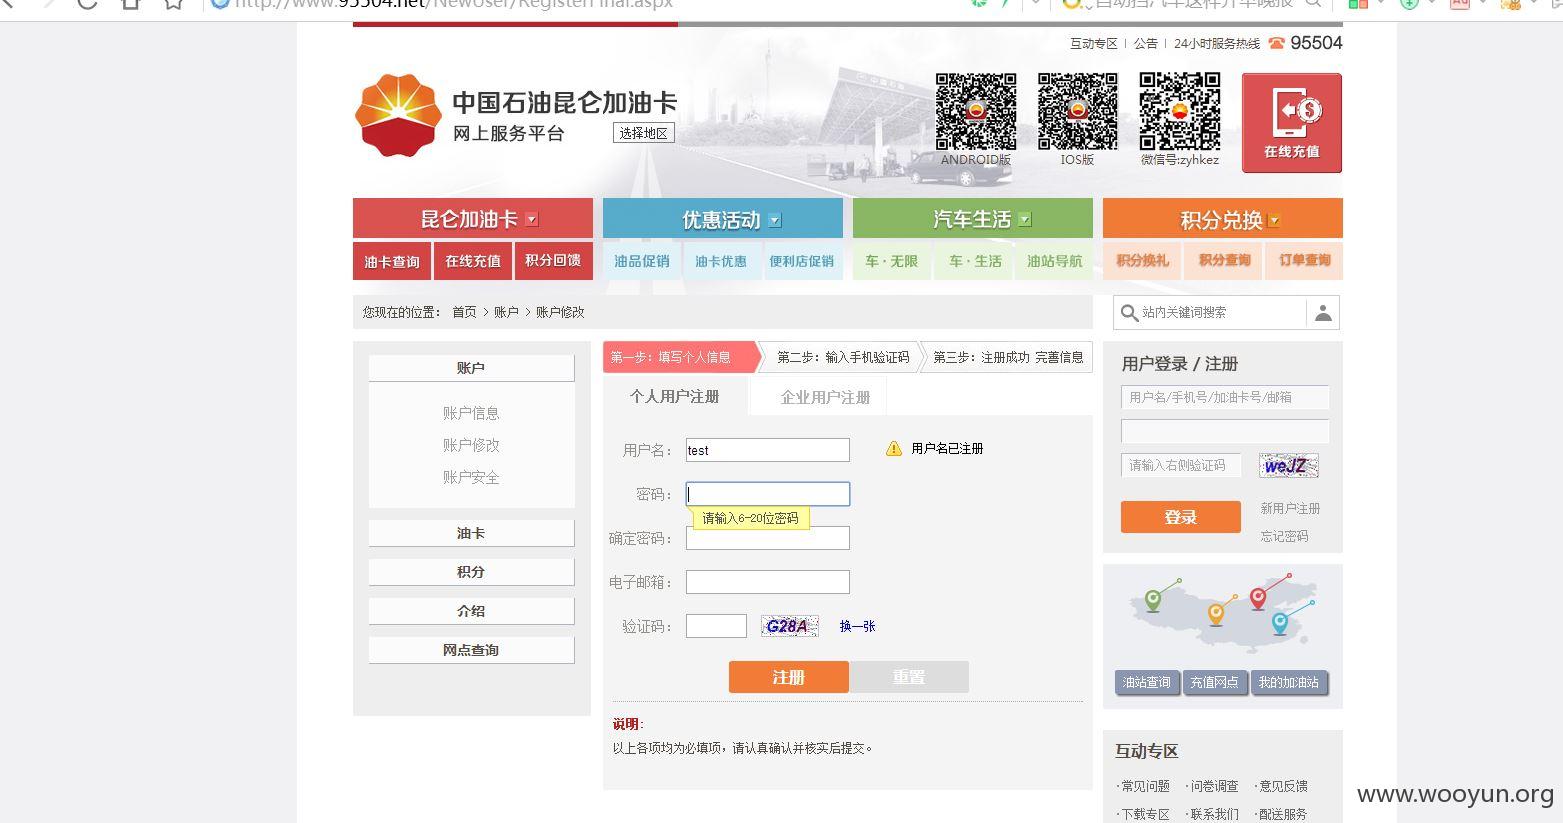 http://www.95504.net/NewUser/RegisterFinal.aspx
互动专区 | 公告 | 24小时服务热线 95504
中国石油昆仑加油卡
网上服务平台 选择地区
ANDROID版 IOS版 微信号:zyhkez 在线充值
昆仑加油卡 优惠活动 汽车生活 积分兑换
油卡查询 在线充值 积分回馈 油品促销 油卡优惠 便利店促销 车·无限 车·生活 油站导航 积分换礼 积分查询 订单查询
您现在的位置: 首页 > 账户 > 账户修改 站内关键词搜索
账户
账户信息
账户修改
账户安全
油卡
积分
介绍
网点查询
第一步: 填写个人信息 第二步: 输入手机验证码 第三步: 注册成功 完善信息
个人用户注册 企业用户注册
用户名: test 用户名已注册
密码:
请输入6-20位密码
确定密码:
电子邮箱:
验证码: G28A 换一张
注册 重置
说明:
以上各项均为必填项，请认真确认并核实后提交。
用户登录 / 注册
用户名/手机号/加油卡号/邮箱
请输入右侧验证码 weJZ
登录 新用户注册
忘记密码
油站查询 充值网点 我的加油站
互动专区
·常见问题 ·问卷调查 ·意见反馈
·下载专区 ·联系我们 ·配送服务
www.wooyun.org